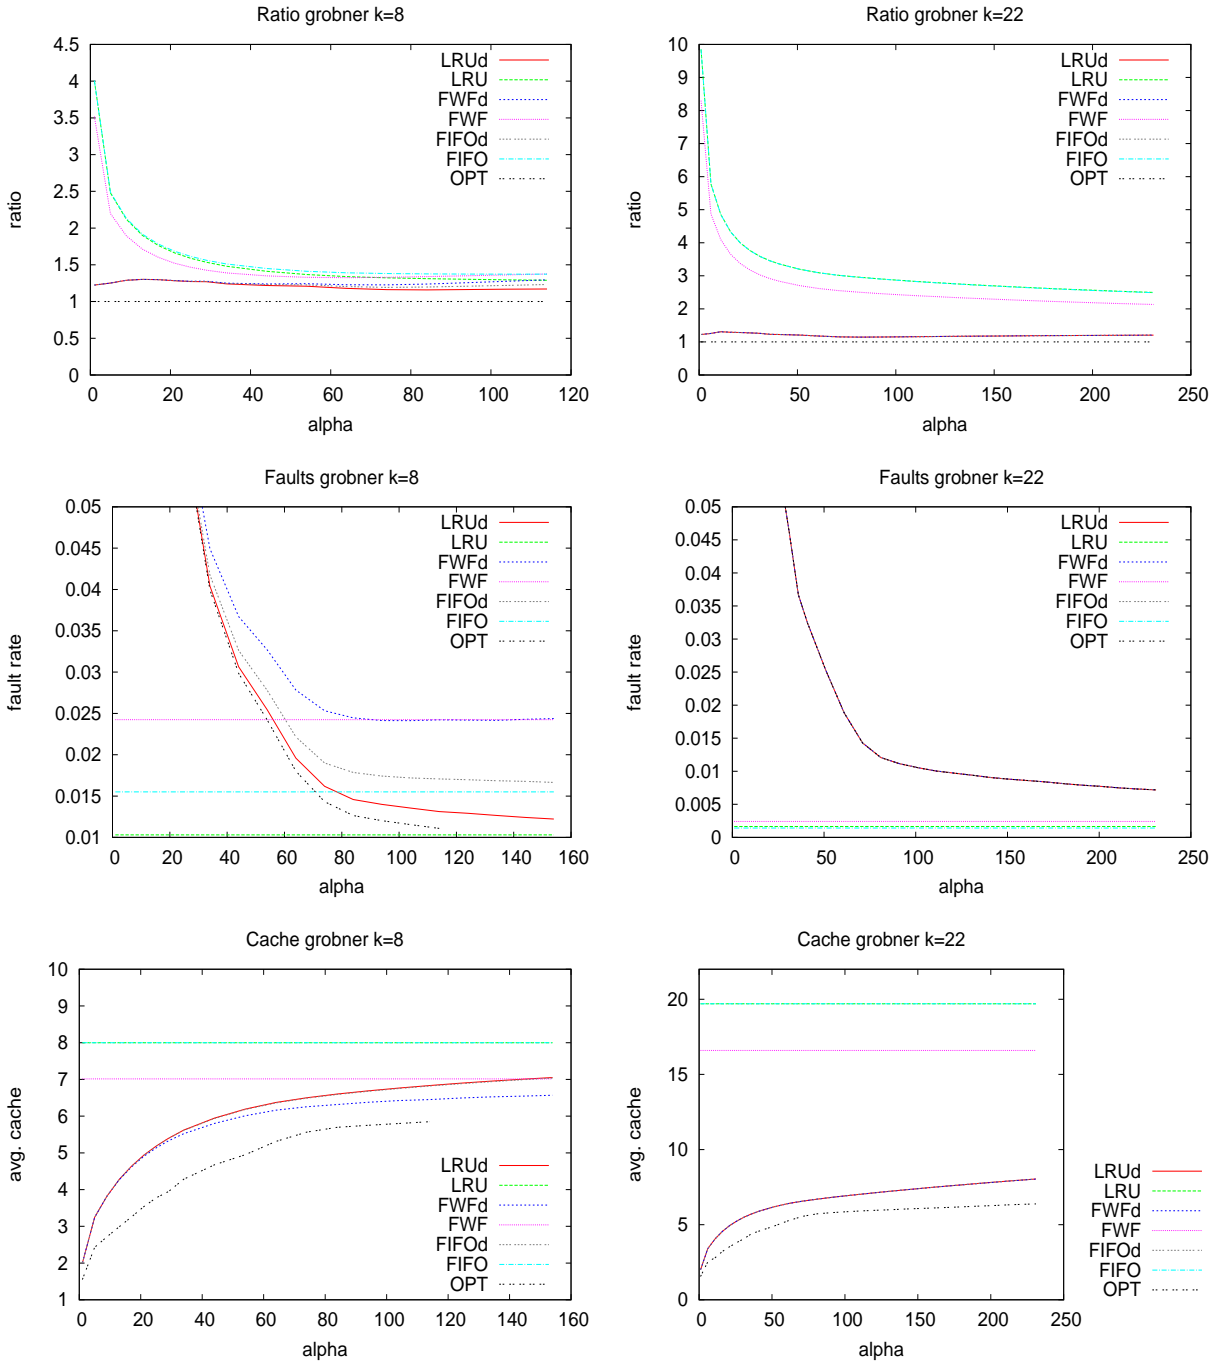 Ratio grobner k=8
4.5
4
3.5
3
2.5
2
1.5
1
0.5
0
ratio
0 20 40 60 80 100 120
alpha
LRUd
LRU
FWFd
FWF
FIFOd
FIFO
OPT
Ratio grobner k=22
10
9
8
7
6
5
4
3
2
1
0
ratio
0 50 100 150 200 250
alpha
LRUd
LRU
FWFd
FWF
FIFOd
FIFO
OPT
Faults grobner k=8
0.05
0.045
0.04
0.035
0.03
0.025
0.02
0.015
0.01
fault rate
0 20 40 60 80 100 120 140 160
alpha
LRUd
LRU
FWFd
FWF
FIFOd
FIFO
OPT
Faults grobner k=22
0.05
0.045
0.04
0.035
0.03
0.025
0.02
0.015
0.01
0.005
0
fault rate
0 50 100 150 200 250
alpha
LRUd
LRU
FWFd
FWF
FIFOd
FIFO
OPT
Cache grobner k=8
10
9
8
7
6
5
4
3
2
1
avg. cache
0 20 40 60 80 100 120 140 160
alpha
LRUd
LRU
FWFd
FWF
FIFOd
FIFO
OPT
Cache grobner k=22
20
15
10
5
0
avg. cache
0 50 100 150 200 250
alpha
LRUd
LRU
FWFd
FWF
FIFOd
FIFO
OPT